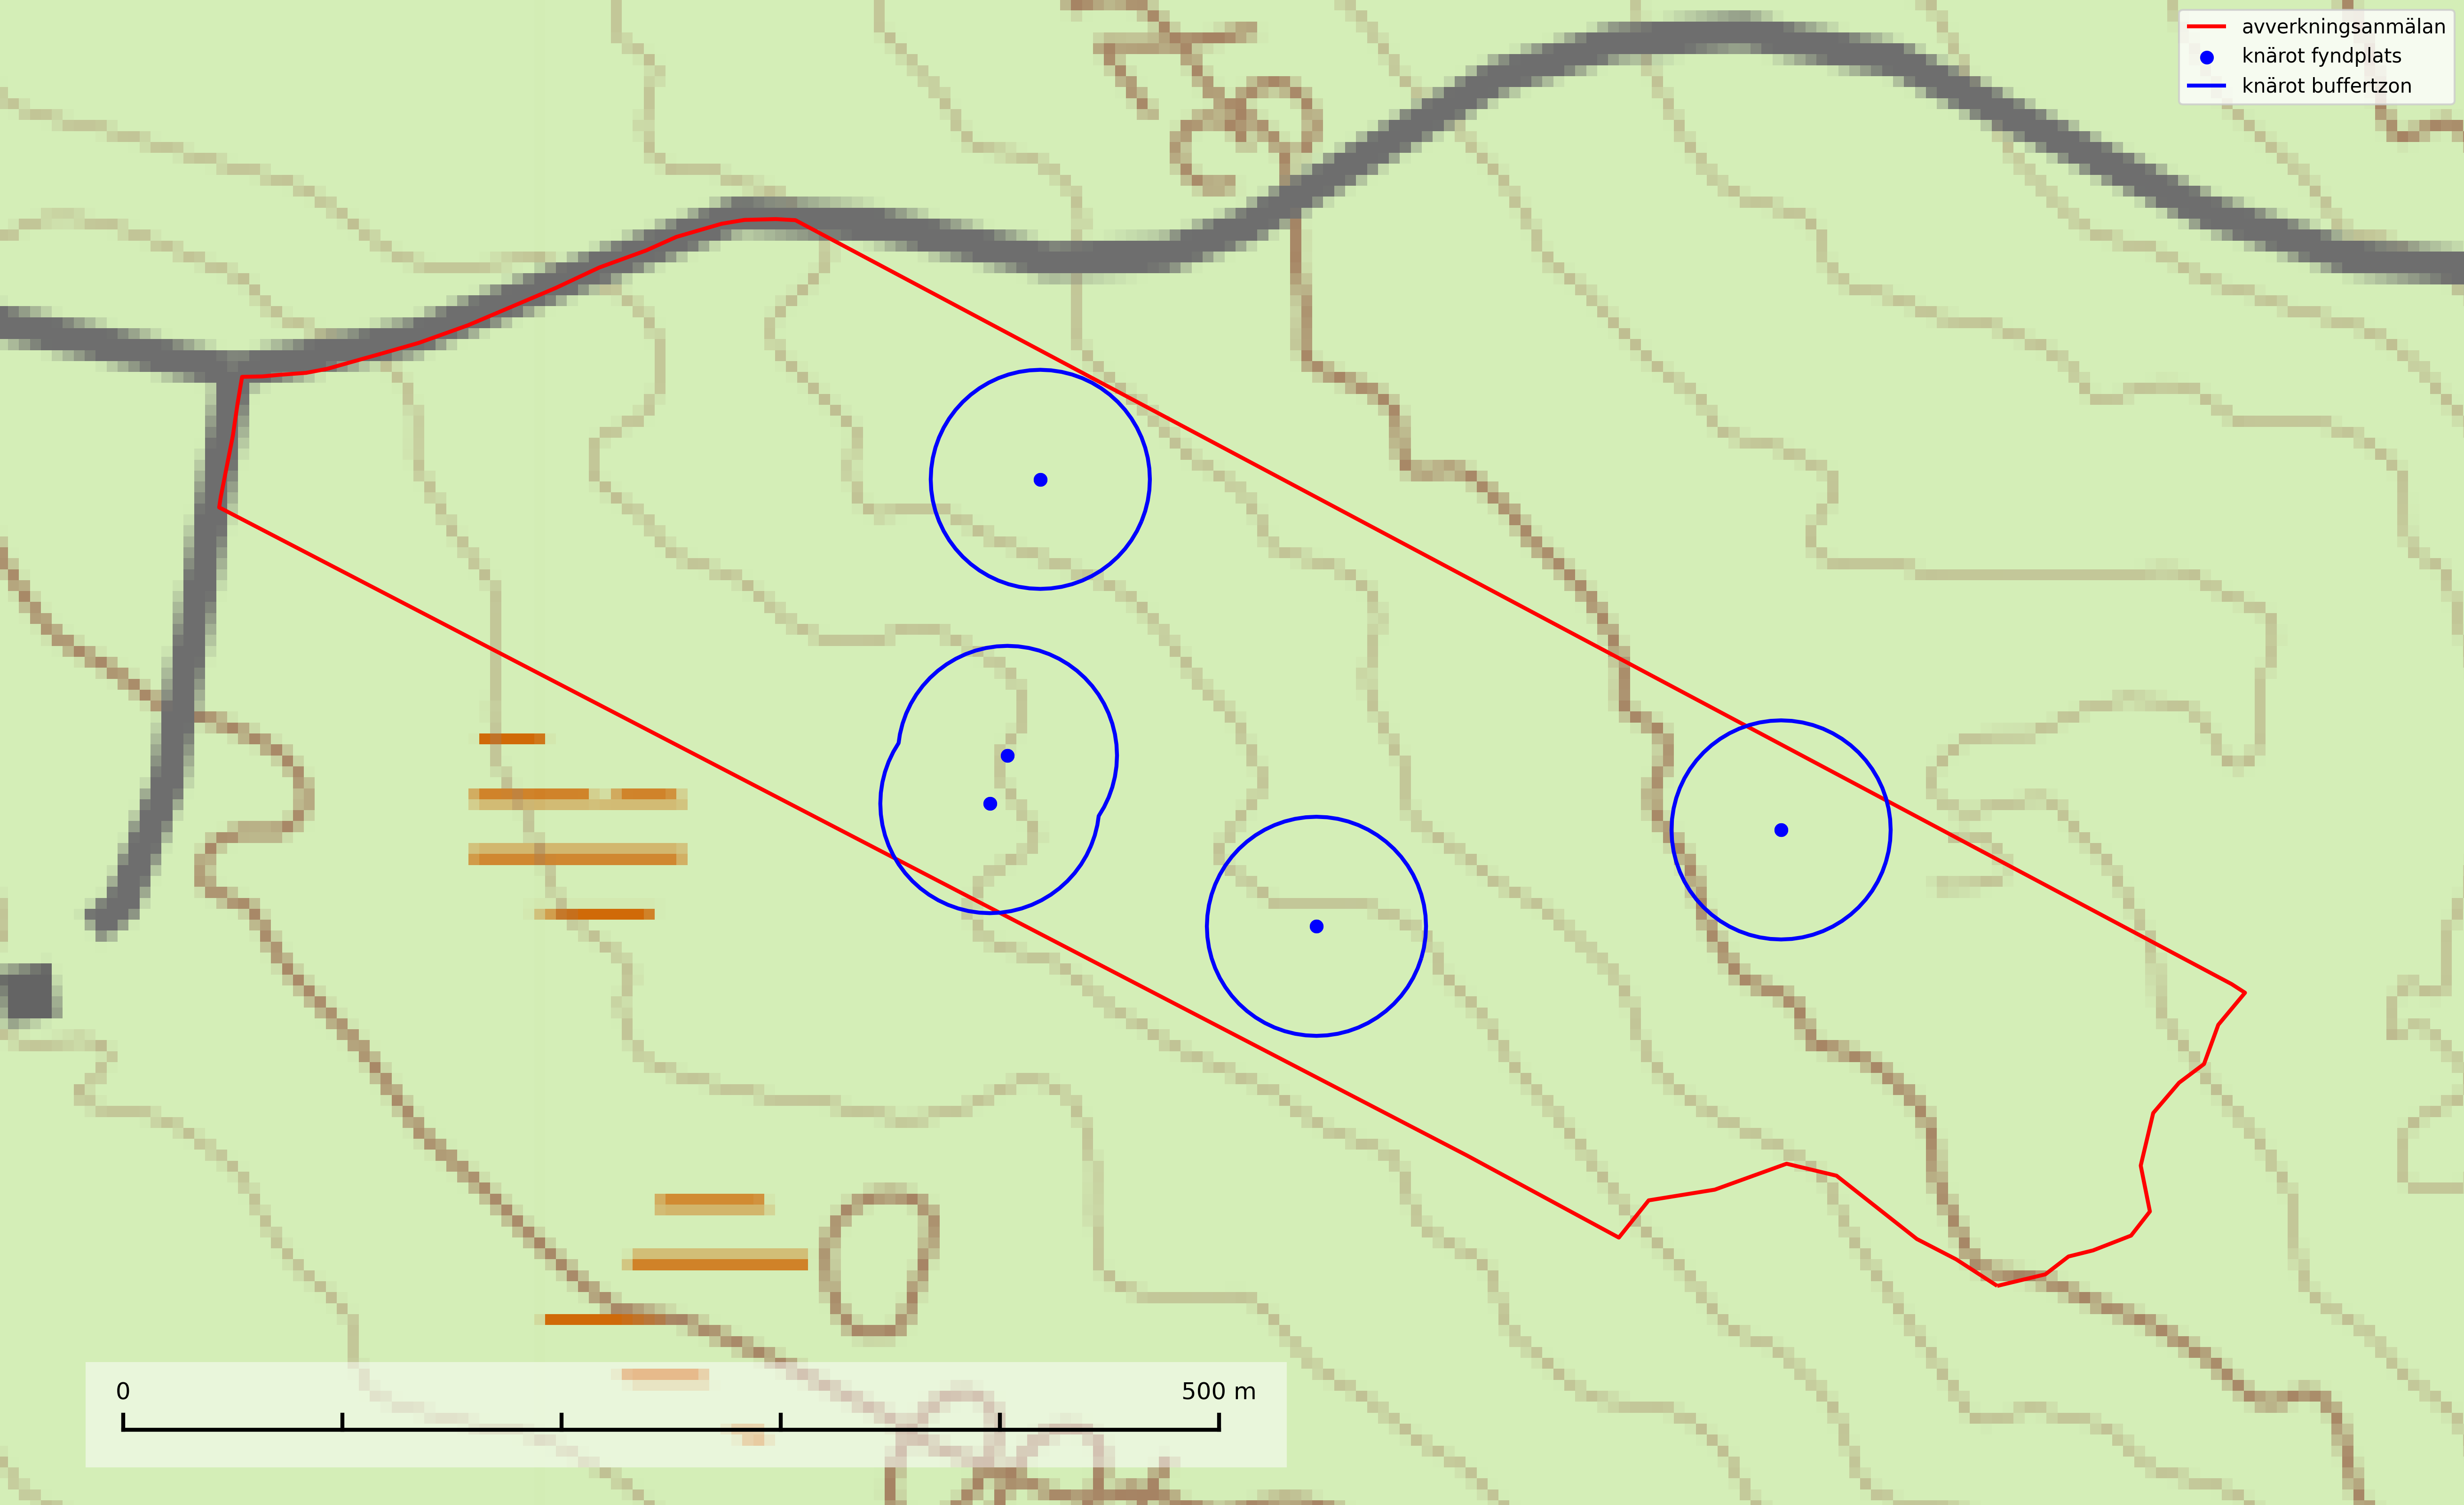 avverkningsanmälan
knärot fyndplats
knärot buffertzon
0 500 m